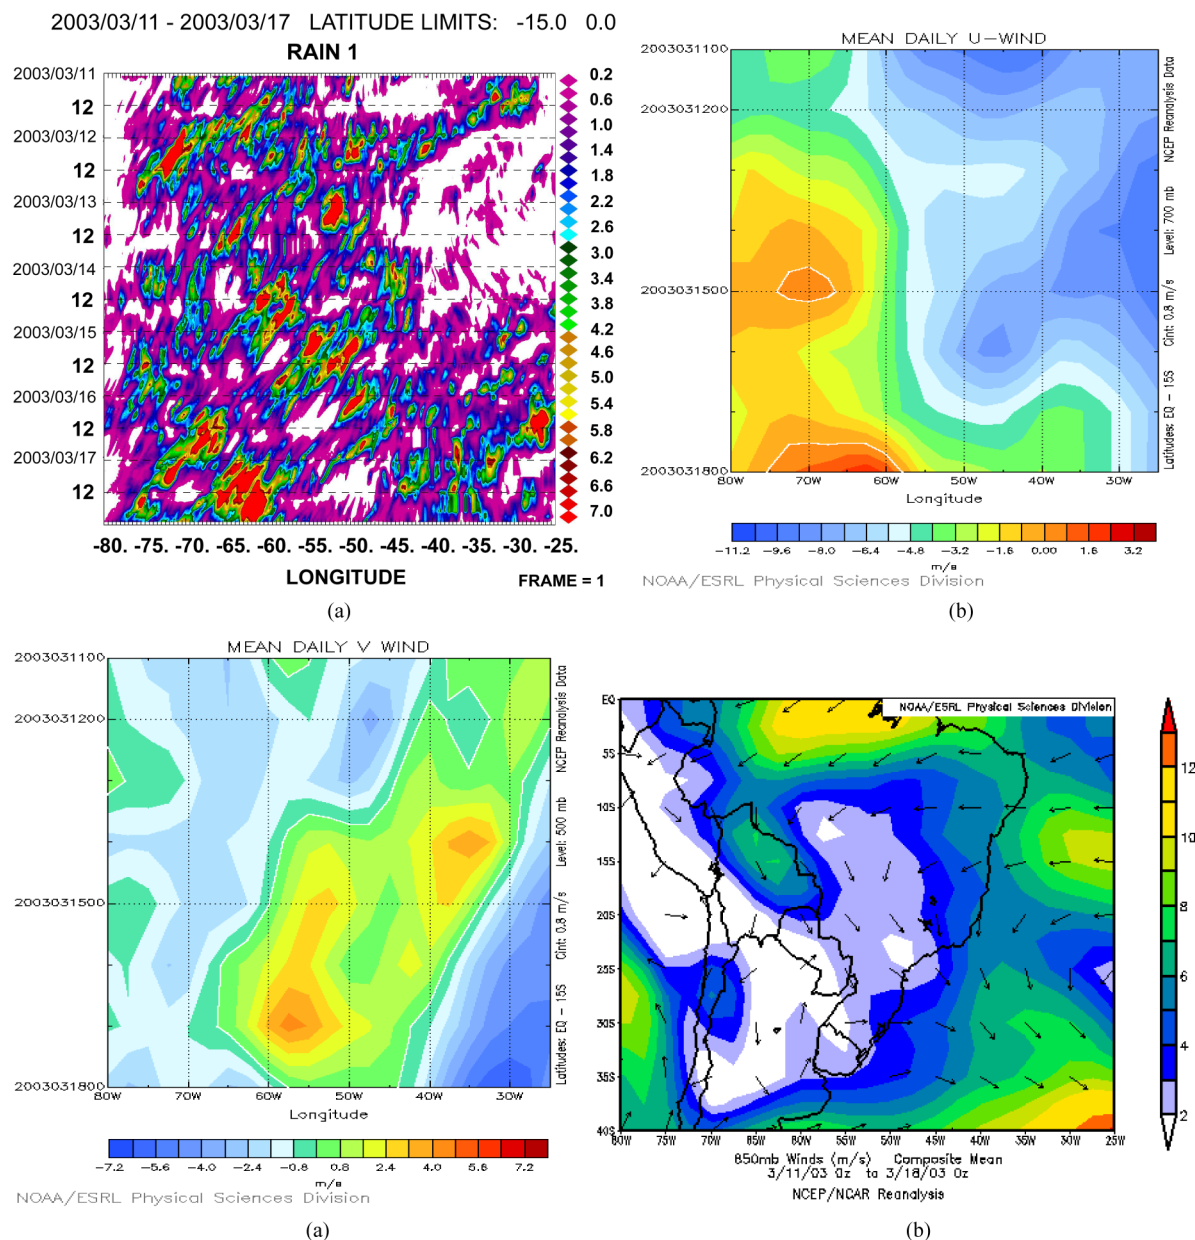 2003/03/11 - 2003/03/17 LATITUDE LIMITS: -15.0 0.0
RAIN 1
2003/03/11
12
2003/03/12
12
2003/03/13
12
2003/03/14
12
2003/03/15
12
2003/03/16
12
2003/03/17
12
0.2
0.6
1.0
1.4
1.8
2.2
2.6
3.0
3.4
3.8
4.2
4.6
5.0
5.4
5.8
6.2
6.6
7.0
-80. -75. -70. -65. -60. -55. -50. -45. -40. -35. -30. -25.
LONGITUDE
FRAME = 1
(a)
MEAN DAILY U-WIND
2003031100
2003031200
2003031500
2003031800
80W 70W 60W 50W 40W 30W
Longitude
Latitudes: EQ - 15S Cint: 0.8 m/s Level: 700 mb NCEP Reanalysis Data
-11.2 -9.6 -8.0 -6.4 -4.8 -3.2 -1.6 0.00 1.6 3.2
m/s
NOAA/ESRL Physical Sciences Division
(b)
MEAN DAILY V WIND
2003031100
2003031200
2003031500
2003031800
80W 70W 60W 50W 40W 30W
Longitude
Latitudes: EQ - 15S Cint: 0.8 m/s Level: 500 mb NCEP Reanalysis Data
-7.2 -5.6 -4.0 -2.4 -0.8 0.8 2.4 4.0 5.6 7.2
m/s
NOAA/ESRL Physical Sciences Division
(a)
NOAA/ESRL Physical Sciences Division
EQ
5S
10S
15S
20S
25S
30S
35S
40S
80W 75W 70W 65W 60W 55W 50W 45W 40W 35W 30W 25W
12
10
8
6
4
2
850mb Winds (m/s) Composite Mean
3/11/03 0z to 3/18/03 0z
NCEP/NCAR Reanalysis
(b)